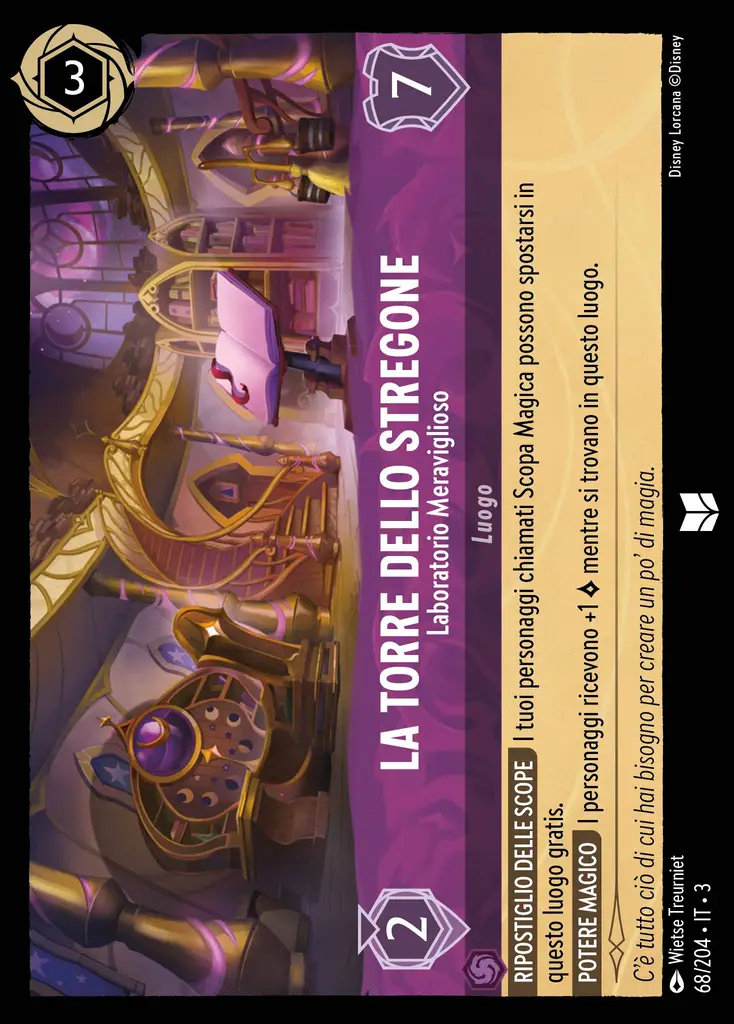 3
2
7
LA TORRE DELLO STREGONE
Laboratorio Meraviglioso
Luogo
RIPOSTIGLIO DELLE SCOPE I tuoi personaggi chiamati Scopa Magica possono spostarsi in
questo luogo gratis.
POTERE MAGICO I personaggi ricevono +1 mentre si trovano in questo luogo.
C'è tutto ciò di cui hai bisogno per creare un po' di magia.
Wietse Treurniet
68/204 • IT • 3
Disney Lorcana ©Disney